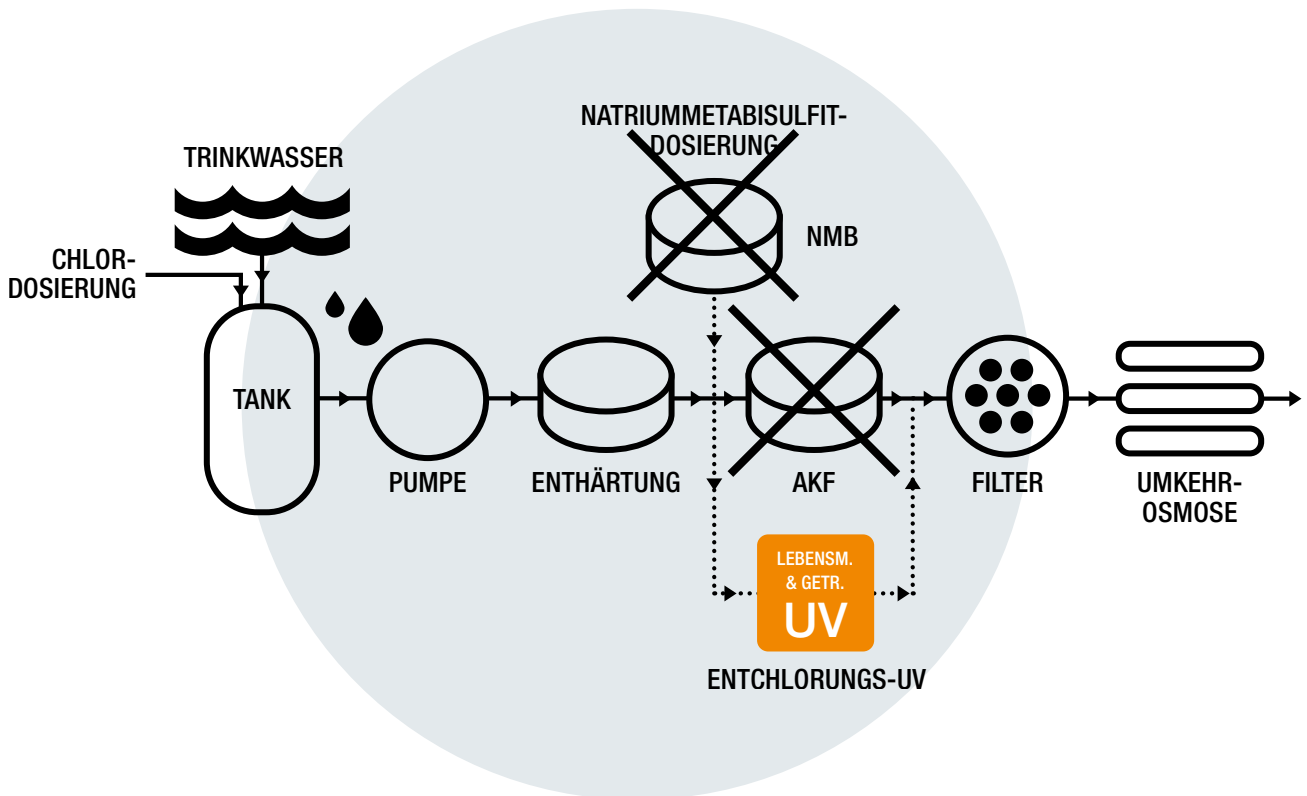 NATRIUMMETABISULFIT-
DOSIERUNG
TRINKWASSER
NMB
CHLOR-
DOSIERUNG
TANK
PUMPE
ENTHÄRTUNG
AKF
FILTER
UMKEHR-
OSMOSE
LEBENSM.
& GETR.
UV
ENTCHLORUNGS-UV